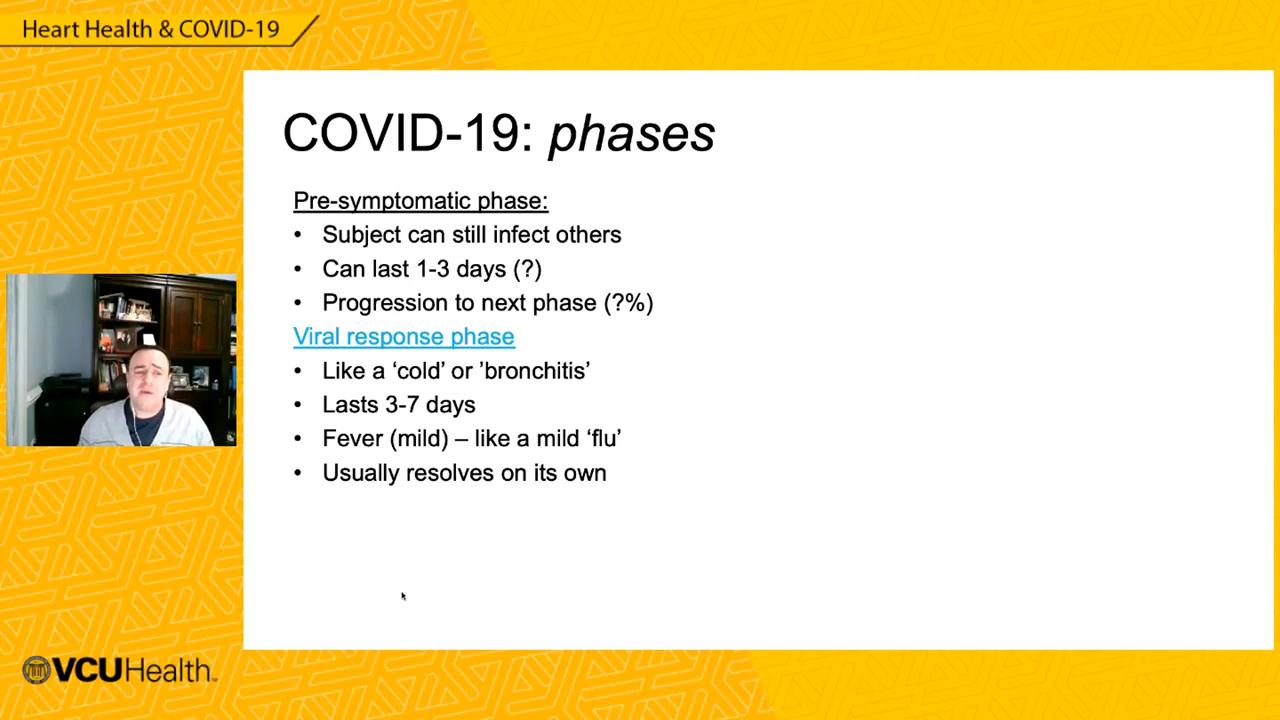 Heart Health & COVID-19
COVID-19: phases
Pre-symptomatic phase:
• Subject can still infect others
• Can last 1-3 days (?)
• Progression to next phase (?%)
Viral response phase
• Like a ‘cold’ or ’bronchitis’
• Lasts 3-7 days
• Fever (mild) – like a mild ‘flu’
• Usually resolves on its own
VCUHealth™